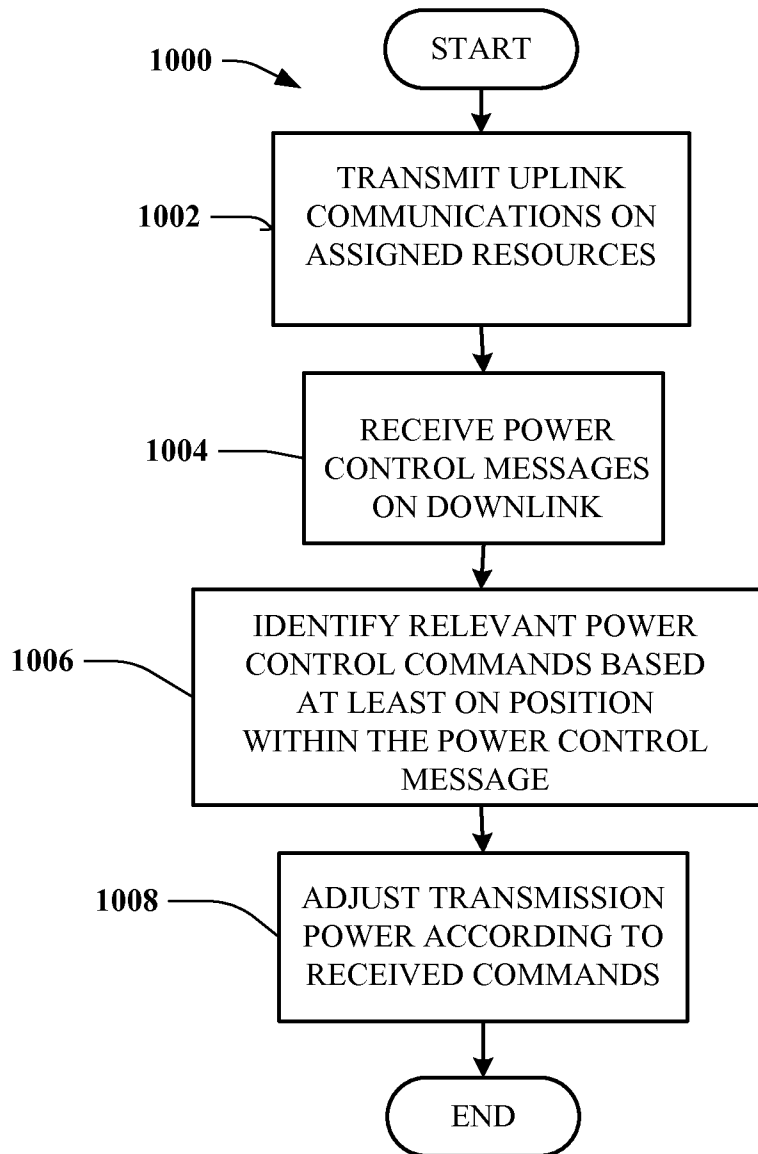 START
1000
TRANSMIT UPLINK
COMMUNICATIONS ON
ASSIGNED RESOURCES
1002
RECEIVE POWER
CONTROL MESSAGES
ON DOWNLINK
1004
IDENTIFY RELEVANT POWER
CONTROL COMMANDS BASED
AT LEAST ON POSITION
WITHIN THE POWER CONTROL
MESSAGE
1006
ADJUST TRANSMISSION
POWER ACCORDING TO
RECEIVED COMMANDS
1008
END